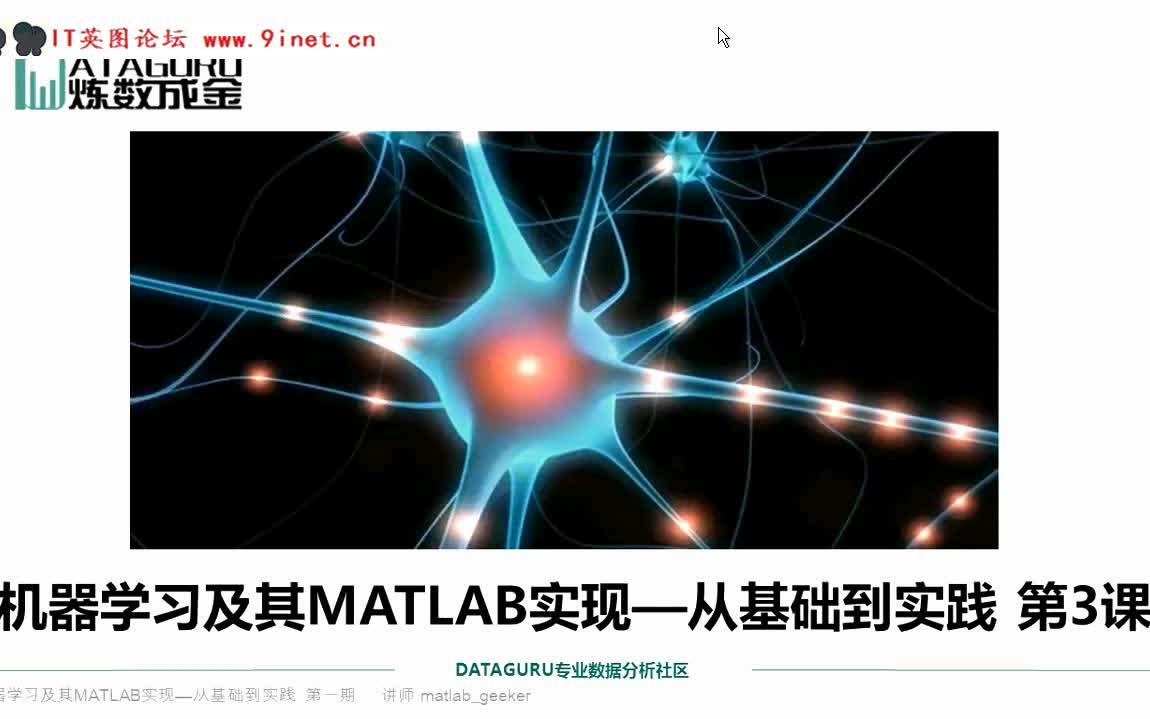 IT英图论坛 www.9inet.cn
DATAGURU
炼数成金
机器学习及其MATLAB实现—从基础到实践 第3课
DATAGURU专业数据分析社区
器学习及其MATLAB实现—从基础到实践 第一期 讲师 matlab_geeker